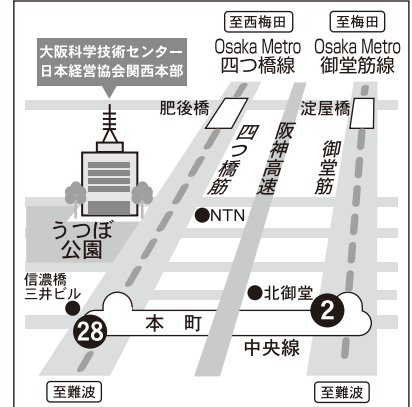 至西梅田
至梅田
大阪科学技術センター
日本経営協会関西本部
Osaka Metro
四つ橋線
Osaka Metro
御堂筋線
肥後橋
淀屋橋
四つ橋筋
阪神高速
御堂筋
NTN
うつぼ
公園
信濃橋
三井ビル
北御堂
2
28
本町
中央線
至難波
至難波